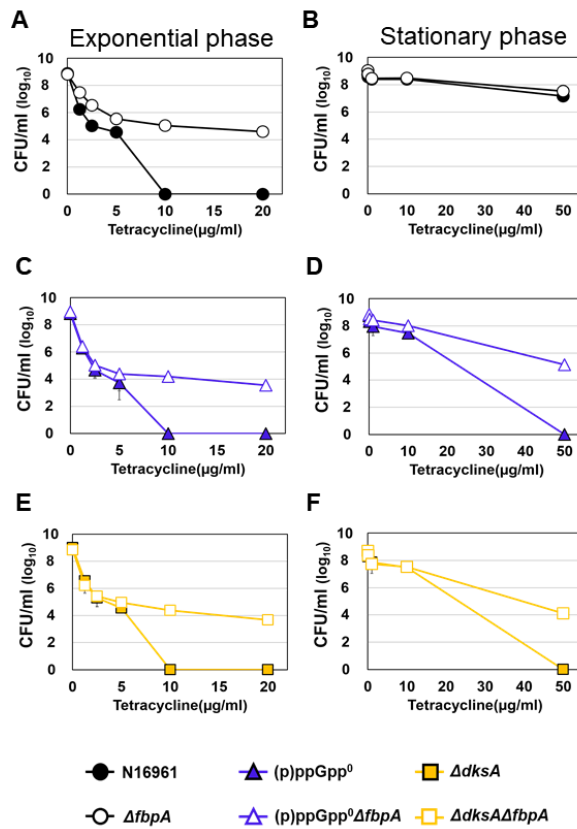 A
Exponential phase
B
Stationary phase
CFU/ml (log10)
10
8
6
4
2
0
0
5
10
15
20
Tetracycline(µg/ml)
CFU/ml (log10)
10
8
6
4
2
0
0
10
20
30
40
50
Tetracycline(µg/ml)
C
D
CFU/ml (log10)
10
8
6
4
2
0
0
5
10
15
20
Tetracycline(µg/ml)
CFU/ml (log10)
10
8
6
4
2
0
0
10
20
30
40
50
Tetracycline(µg/ml)
E
F
CFU/ml (log10)
10
8
6
4
2
0
0
5
10
15
20
Tetracycline(µg/ml)
CFU/ml (log10)
10
8
6
4
2
0
0
10
20
30
40
50
Tetracycline(µg/ml)
N16961
(p)ppGpp⁰
ΔdksA
ΔfbpA
(p)ppGpp⁰ΔfbpA
ΔdksAΔfbpA